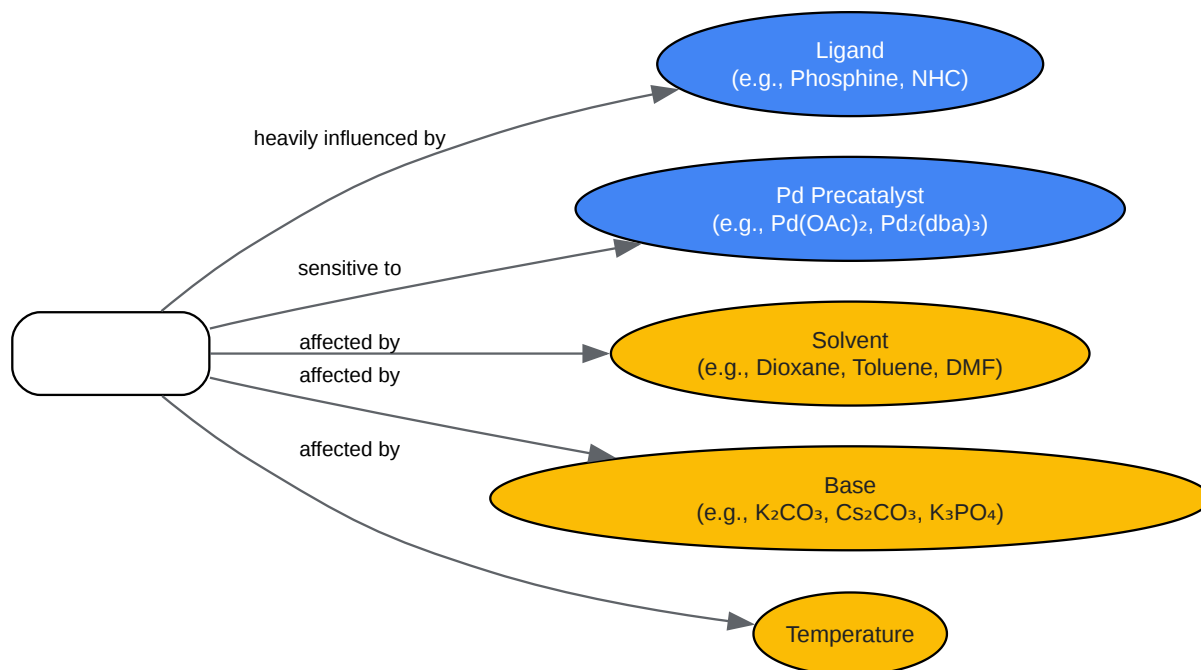 Ligand
(e.g., Phosphine, NHC)
heavily influenced by
Pd Precatalyst
(e.g., Pd(OAc)₂, Pd₂(dba)₃)
sensitive to
Solvent
(e.g., Dioxane, Toluene, DMF)
affected by
affected by
affected by
Base
(e.g., K₂CO₃, Cs₂CO₃, K₃PO₄)
Temperature